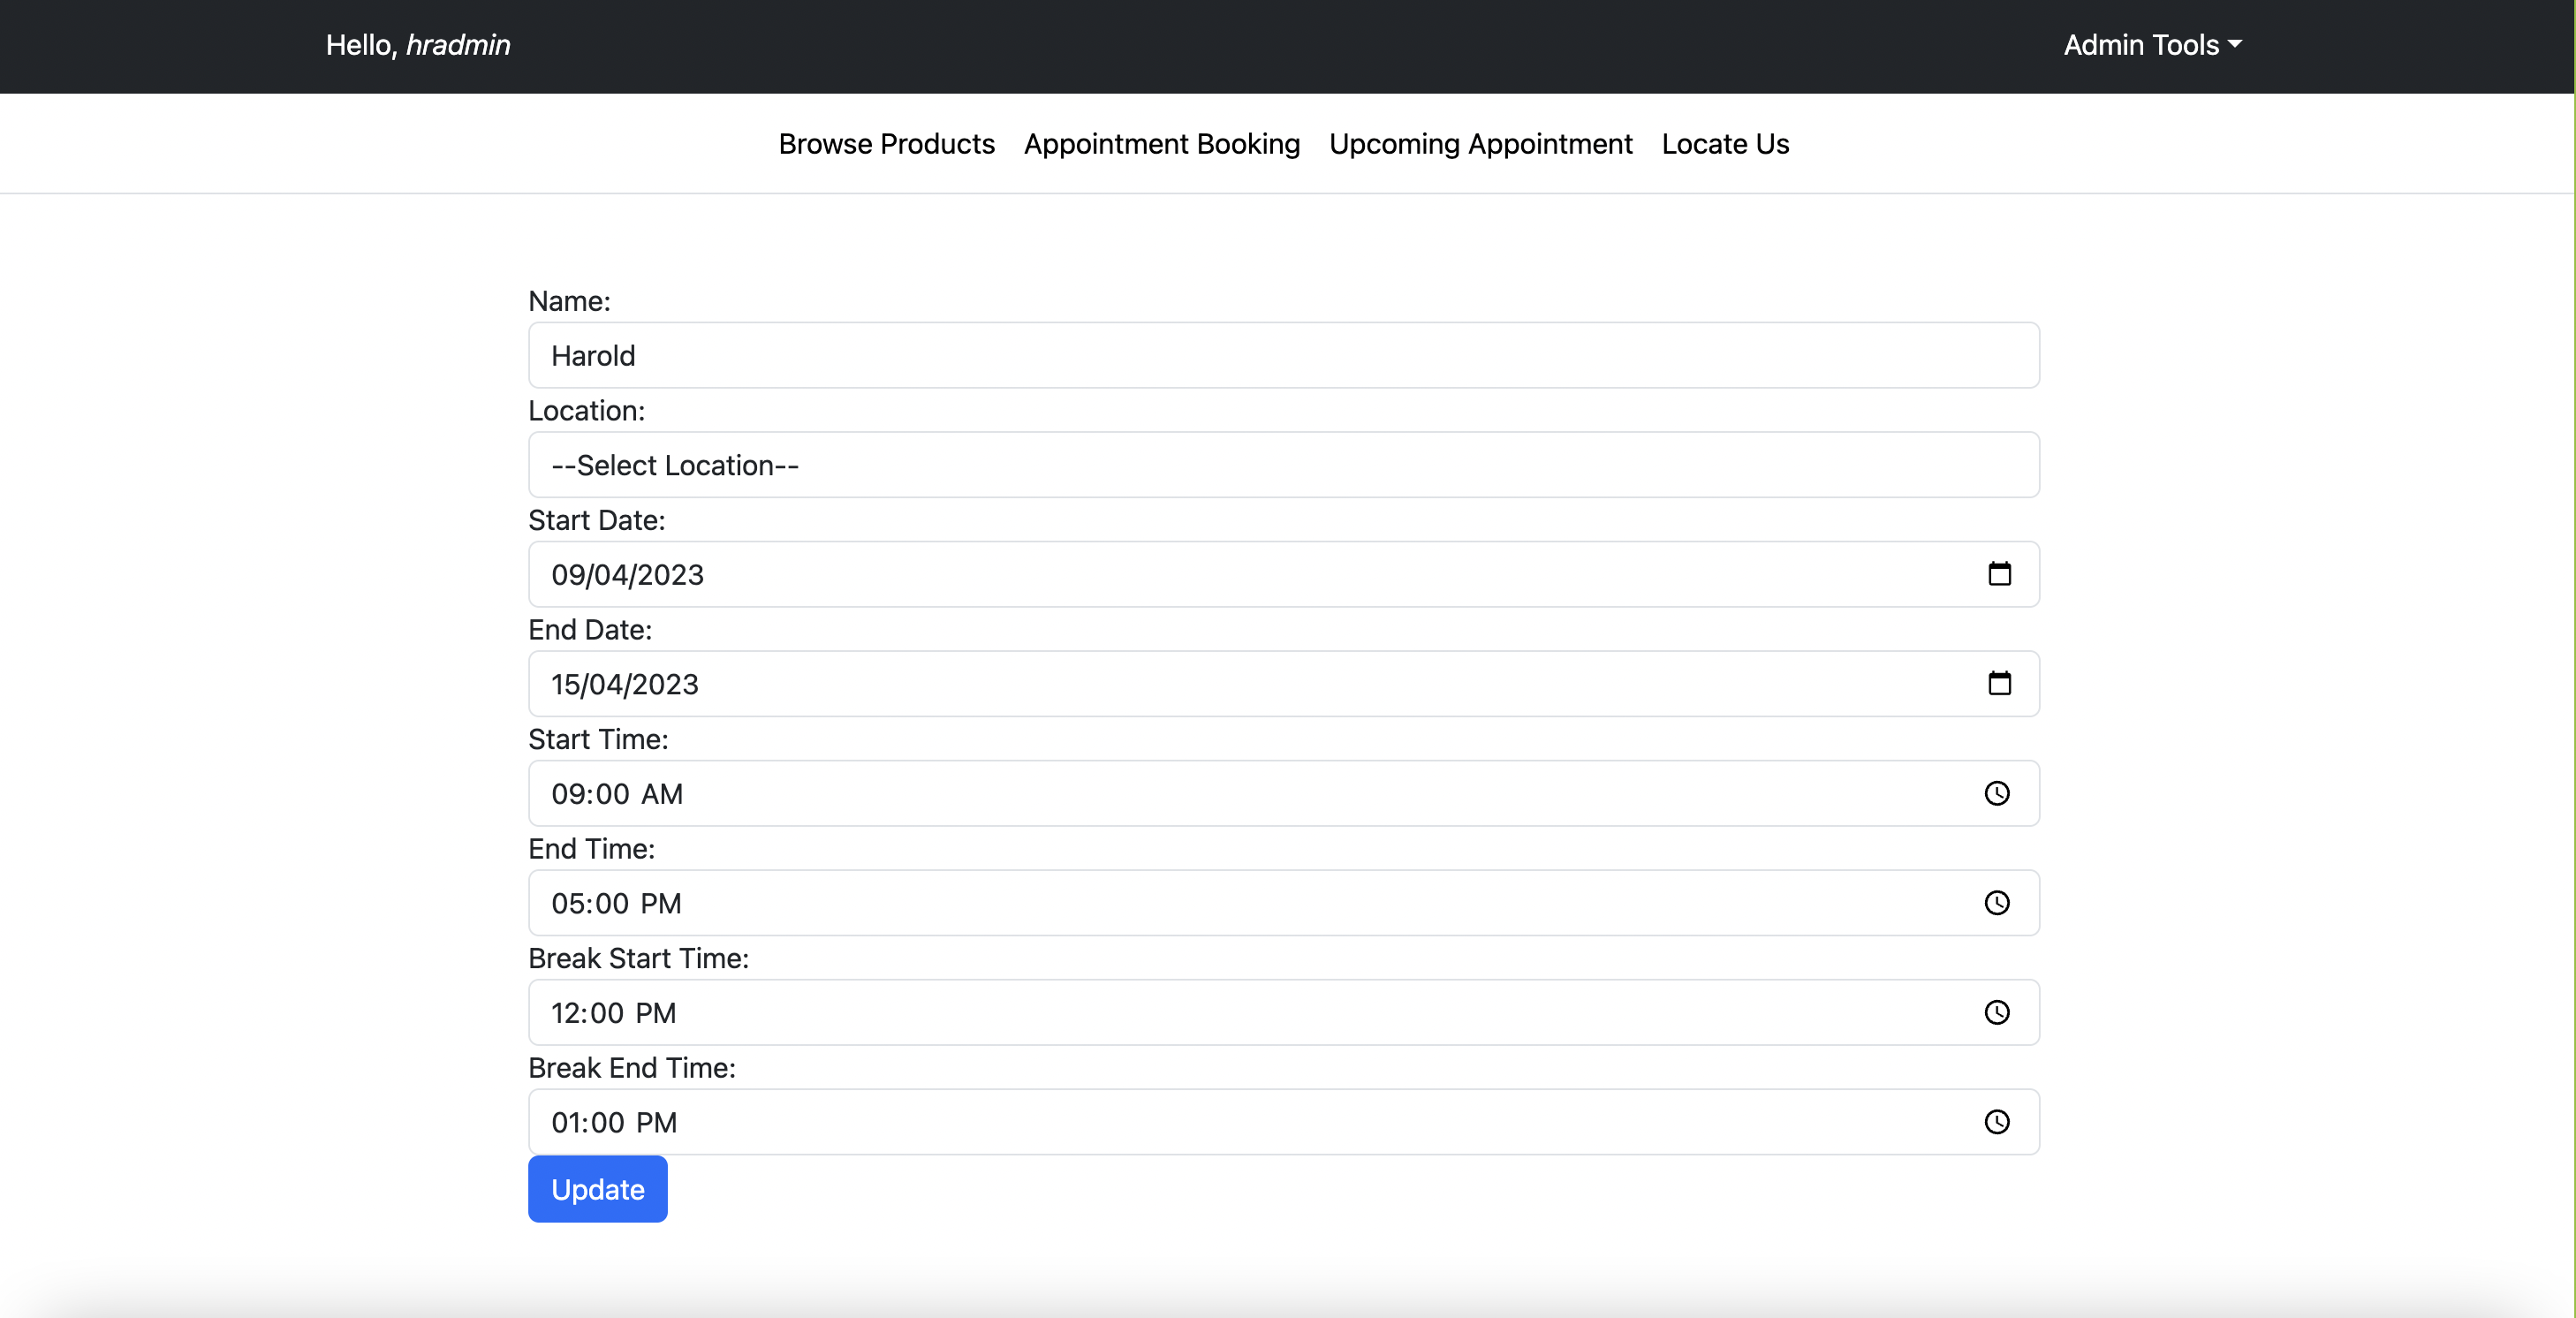 Hello, hradmin Admin Tools
Browse Products Appointment Booking Upcoming Appointment Locate Us
Name:
Harold
Location:
--Select Location--
Start Date:
09/04/2023
End Date:
15/04/2023
Start Time:
09:00 AM
End Time:
05:00 PM
Break Start Time:
12:00 PM
Break End Time:
01:00 PM
Update